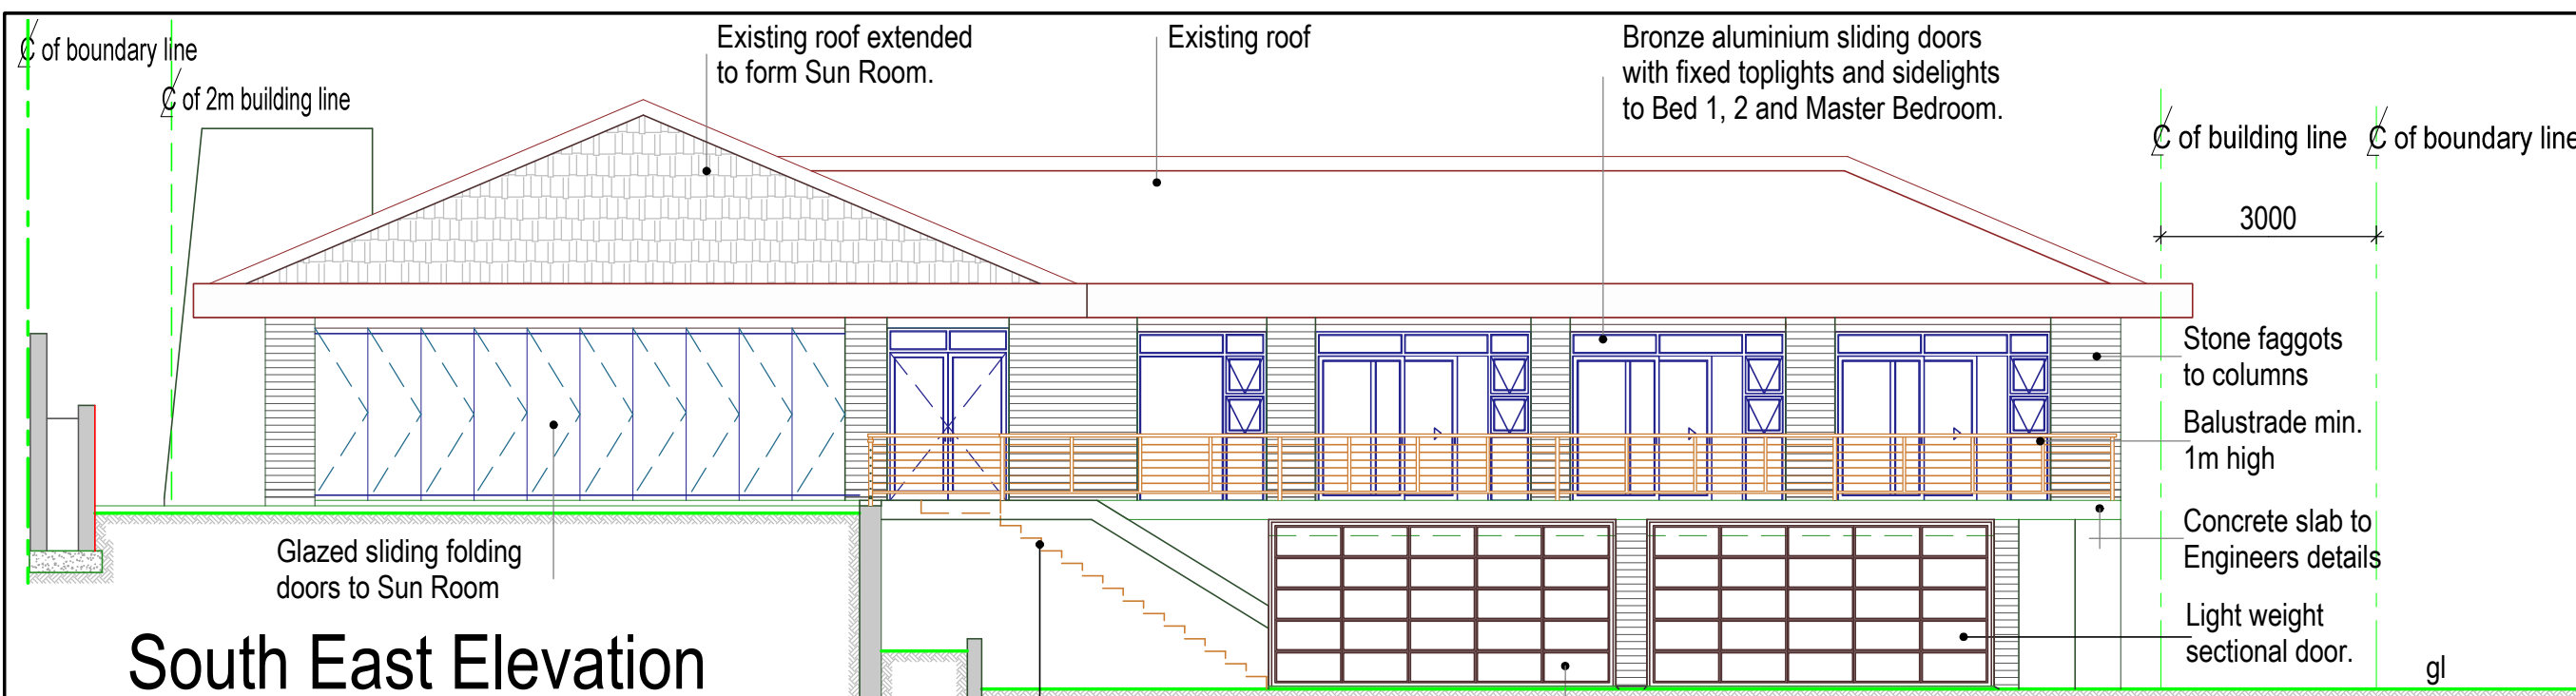 ℄ of boundary line
℄ of 2m building line
Existing roof extended
to form Sun Room.
Existing roof
Bronze aluminium sliding doors
with fixed toplights and sidelights
to Bed 1, 2 and Master Bedroom.
℄ of building line
℄ of boundary line
3000
Stone faggots
to columns
Balustrade min.
1m high
Concrete slab to
Engineers details
Light weight
sectional door.
Glazed sliding folding
doors to Sun Room
South East Elevation
gl